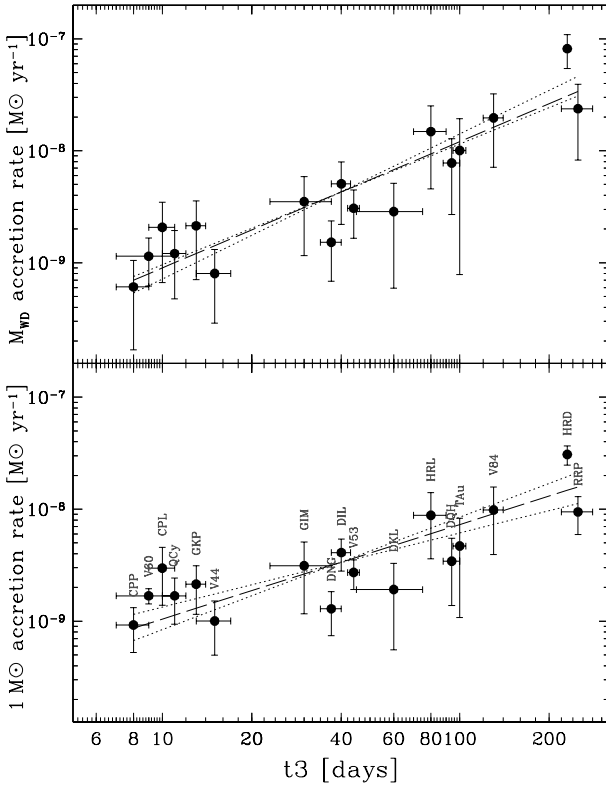 M_WD accretion rate [M⊙ yr⁻¹]
10⁻⁷
10⁻⁸
10⁻⁹
1 M⊙ accretion rate [M⊙ yr⁻¹]
10⁻⁷
10⁻⁸
10⁻⁹
CPP
V60
CPL
QCy
GKP
V44
GIM
DNG
DIL
V53
DKL
HRL
DQH
TAu
V84
HRD
RRP
6 8 10 20 40 60 80 100 200
t3 [days]